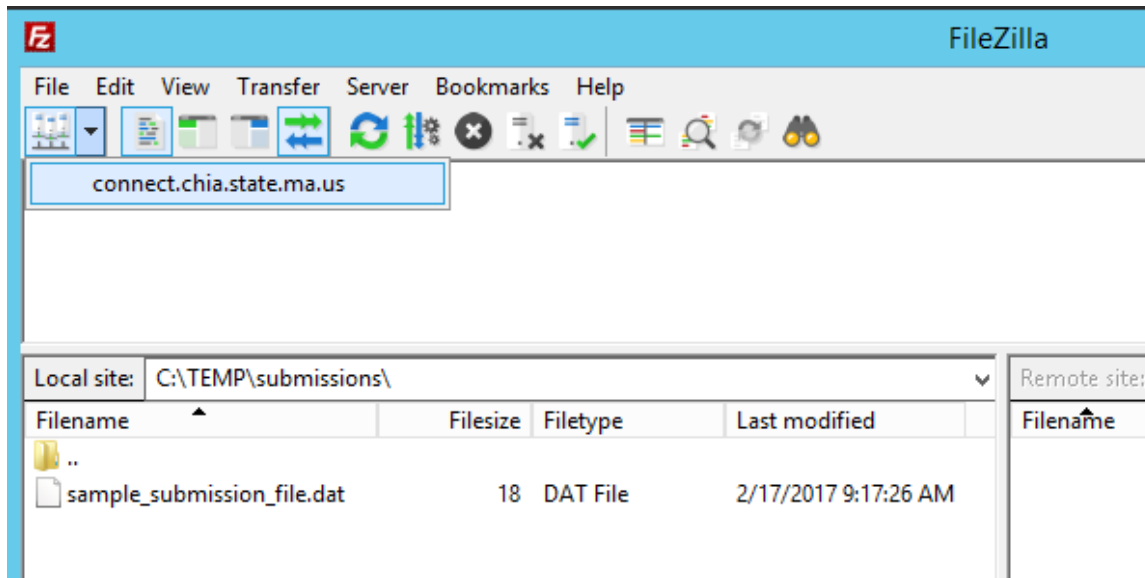 FileZilla
File Edit View Transfer Server Bookmarks Help
connect.chia.state.ma.us
Local site: C:\TEMP\submissions\
Remote site:
Filename Filesize Filetype Last modified
Filename
..
sample_submission_file.dat 18 DAT File 2/17/2017 9:17:26 AM